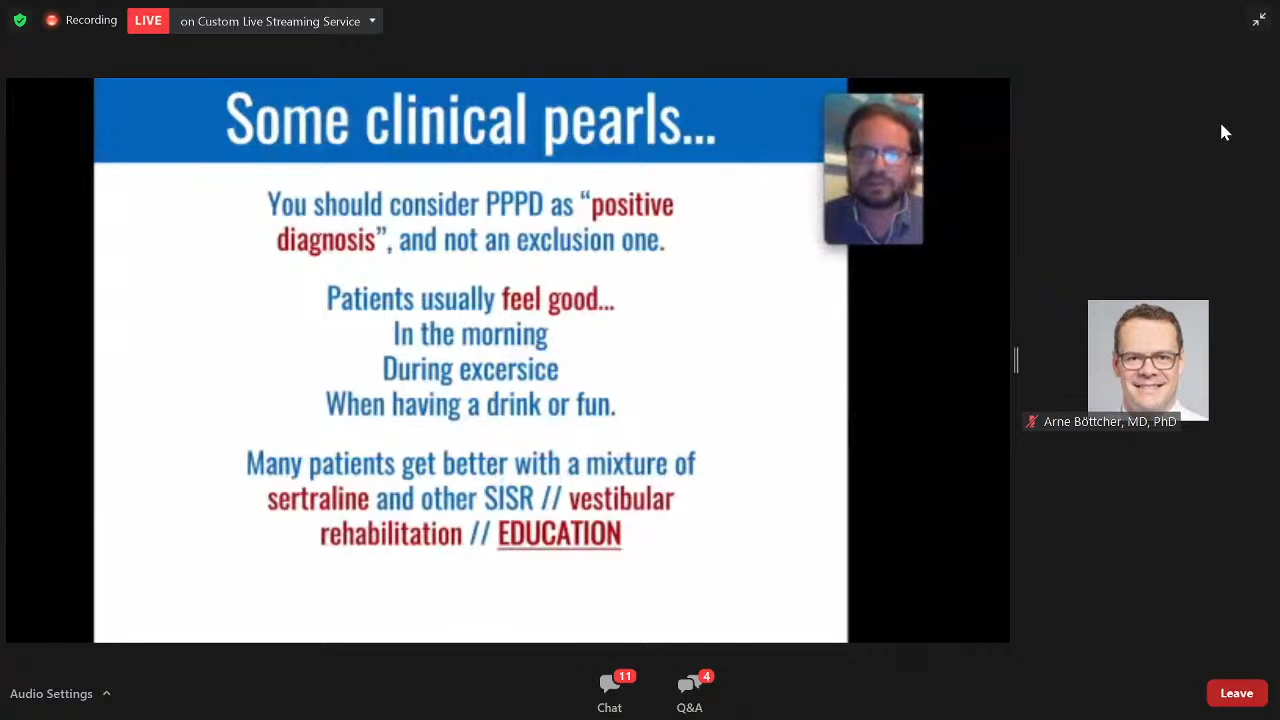 Recording
LIVE
on Custom Live Streaming Service
Some clinical pearls...
You should consider PPPD as “positive
diagnosis”, and not an exclusion one.
Patients usually feel good...
In the morning
During excersice
When having a drink or fun.
Many patients get better with a mixture of
sertraline and other SISR // vestibular
rehabilitation // EDUCATION
Arne Böttcher, MD, PhD
Audio Settings
11
Chat
4
Q&A
Leave